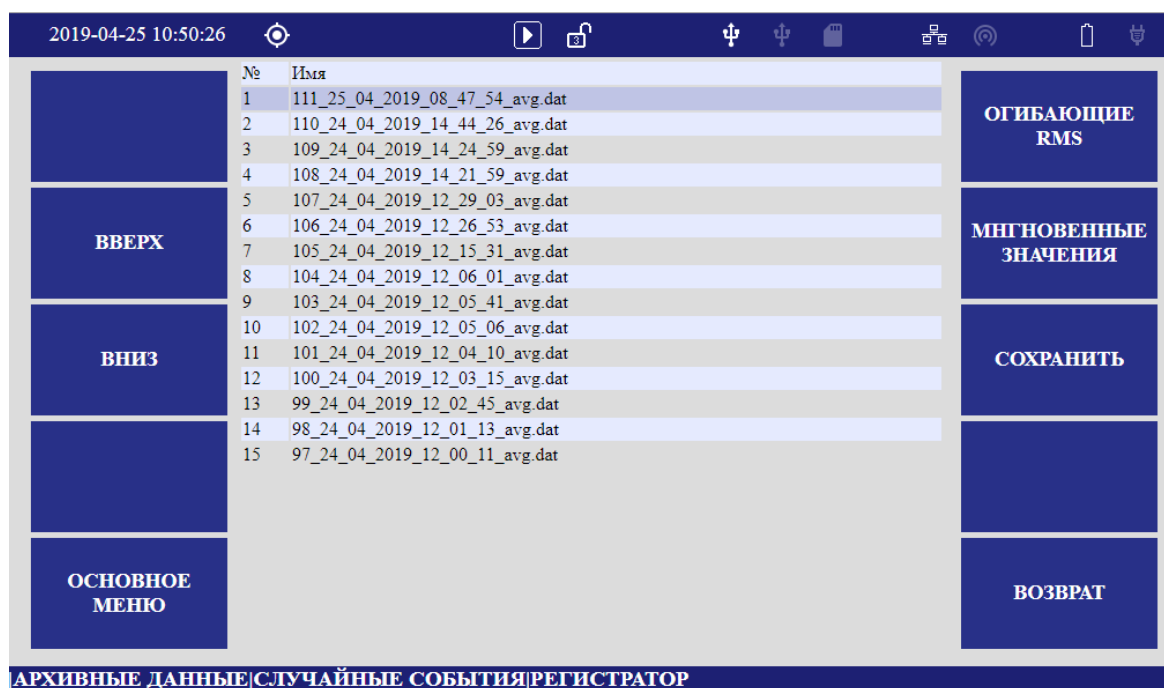 2019-04-25 10:50:26
3
№ Имя
1 111_25_04_2019_08_47_54_avg.dat
2 110_24_04_2019_14_44_26_avg.dat
3 109_24_04_2019_14_24_59_avg.dat
4 108_24_04_2019_14_21_59_avg.dat
5 107_24_04_2019_12_29_03_avg.dat
6 106_24_04_2019_12_26_53_avg.dat
7 105_24_04_2019_12_15_31_avg.dat
8 104_24_04_2019_12_06_01_avg.dat
9 103_24_04_2019_12_05_41_avg.dat
10 102_24_04_2019_12_05_06_avg.dat
11 101_24_04_2019_12_04_10_avg.dat
12 100_24_04_2019_12_03_15_avg.dat
13 99_24_04_2019_12_02_45_avg.dat
14 98_24_04_2019_12_01_13_avg.dat
15 97_24_04_2019_12_00_11_avg.dat
ВВЕРХ
ВНИЗ
ОСНОВНОЕ
МЕНЮ
ОГИБАЮЩИЕ
RMS
МНГНОВЕННЫЕ
ЗНАЧЕНИЯ
СОХРАНИТЬ
ВОЗВРАТ
|АРХИВНЫЕ ДАННЫЕ|СЛУЧАЙНЫЕ СОБЫТИЯ|РЕГИСТРАТОР